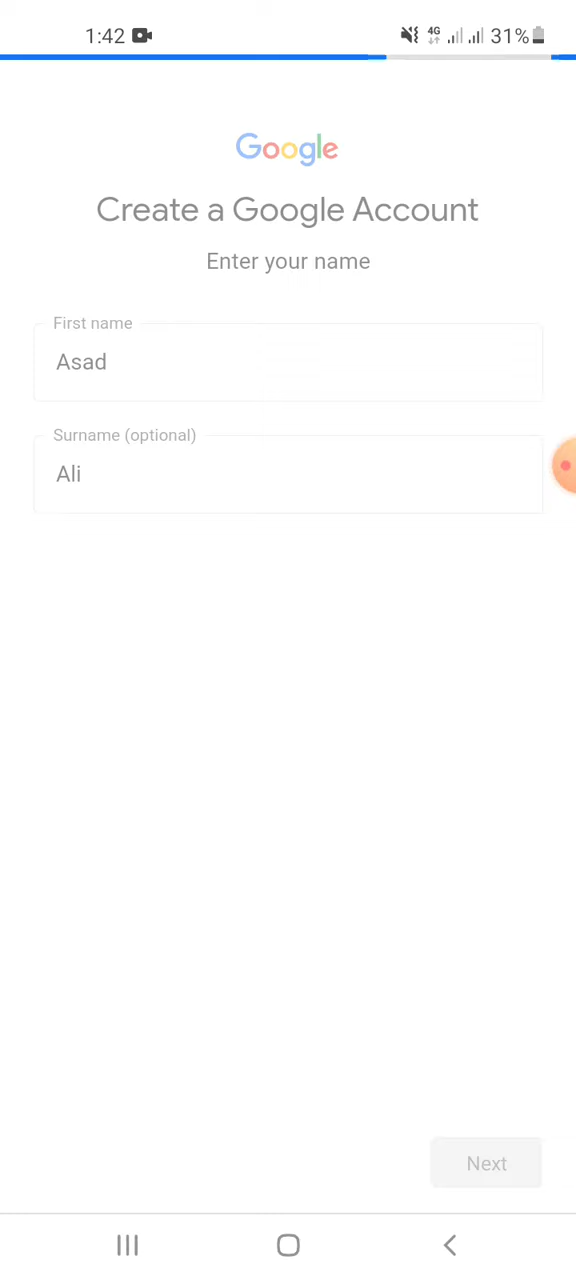 1:42 4G 31%
Google
Create a Google Account
Enter your name
First name
Asad
Surname (optional)
Ali
Next